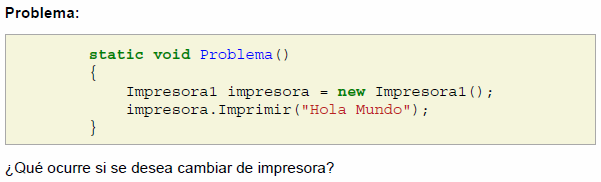 Problema:
static void Problema()
{
Impresora1 impresora = new Impresora1();
impresora.Imprimir("Hola Mundo");
}
¿Qué ocurre si se desea cambiar de impresora?